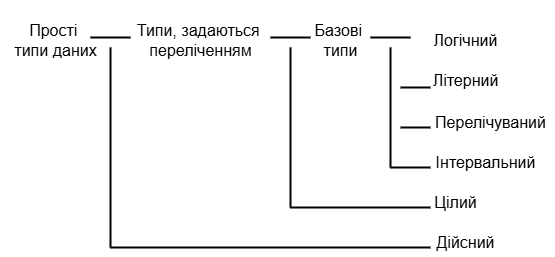 Прості
типи даних
Типи, задаються
переліченням
Базові
типи
Логічний
Літерний
Перелічуваний
Інтервальний
Цілий
Дійсний